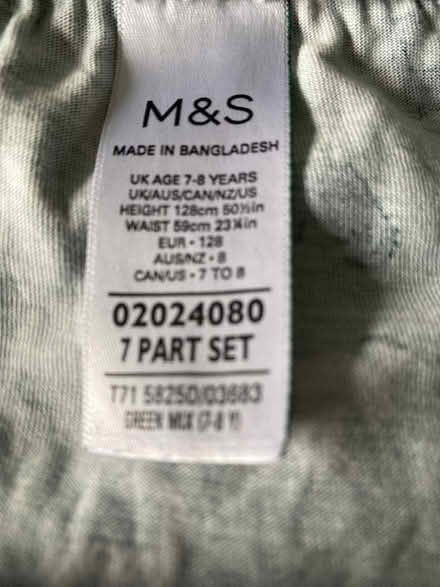 M&S
MADE IN BANGLADESH
UK AGE 7-8 YEARS
UK/AUS/CAN/NZ/US
HEIGHT 128cm 50½in
WAIST 59cm 23¼in
EUR - 128
AUS/NZ - 8
CAN/US - 7 TO 8
02024080
7 PART SET
T71 5825O/03683
GREEN MIX (7-8 Y)